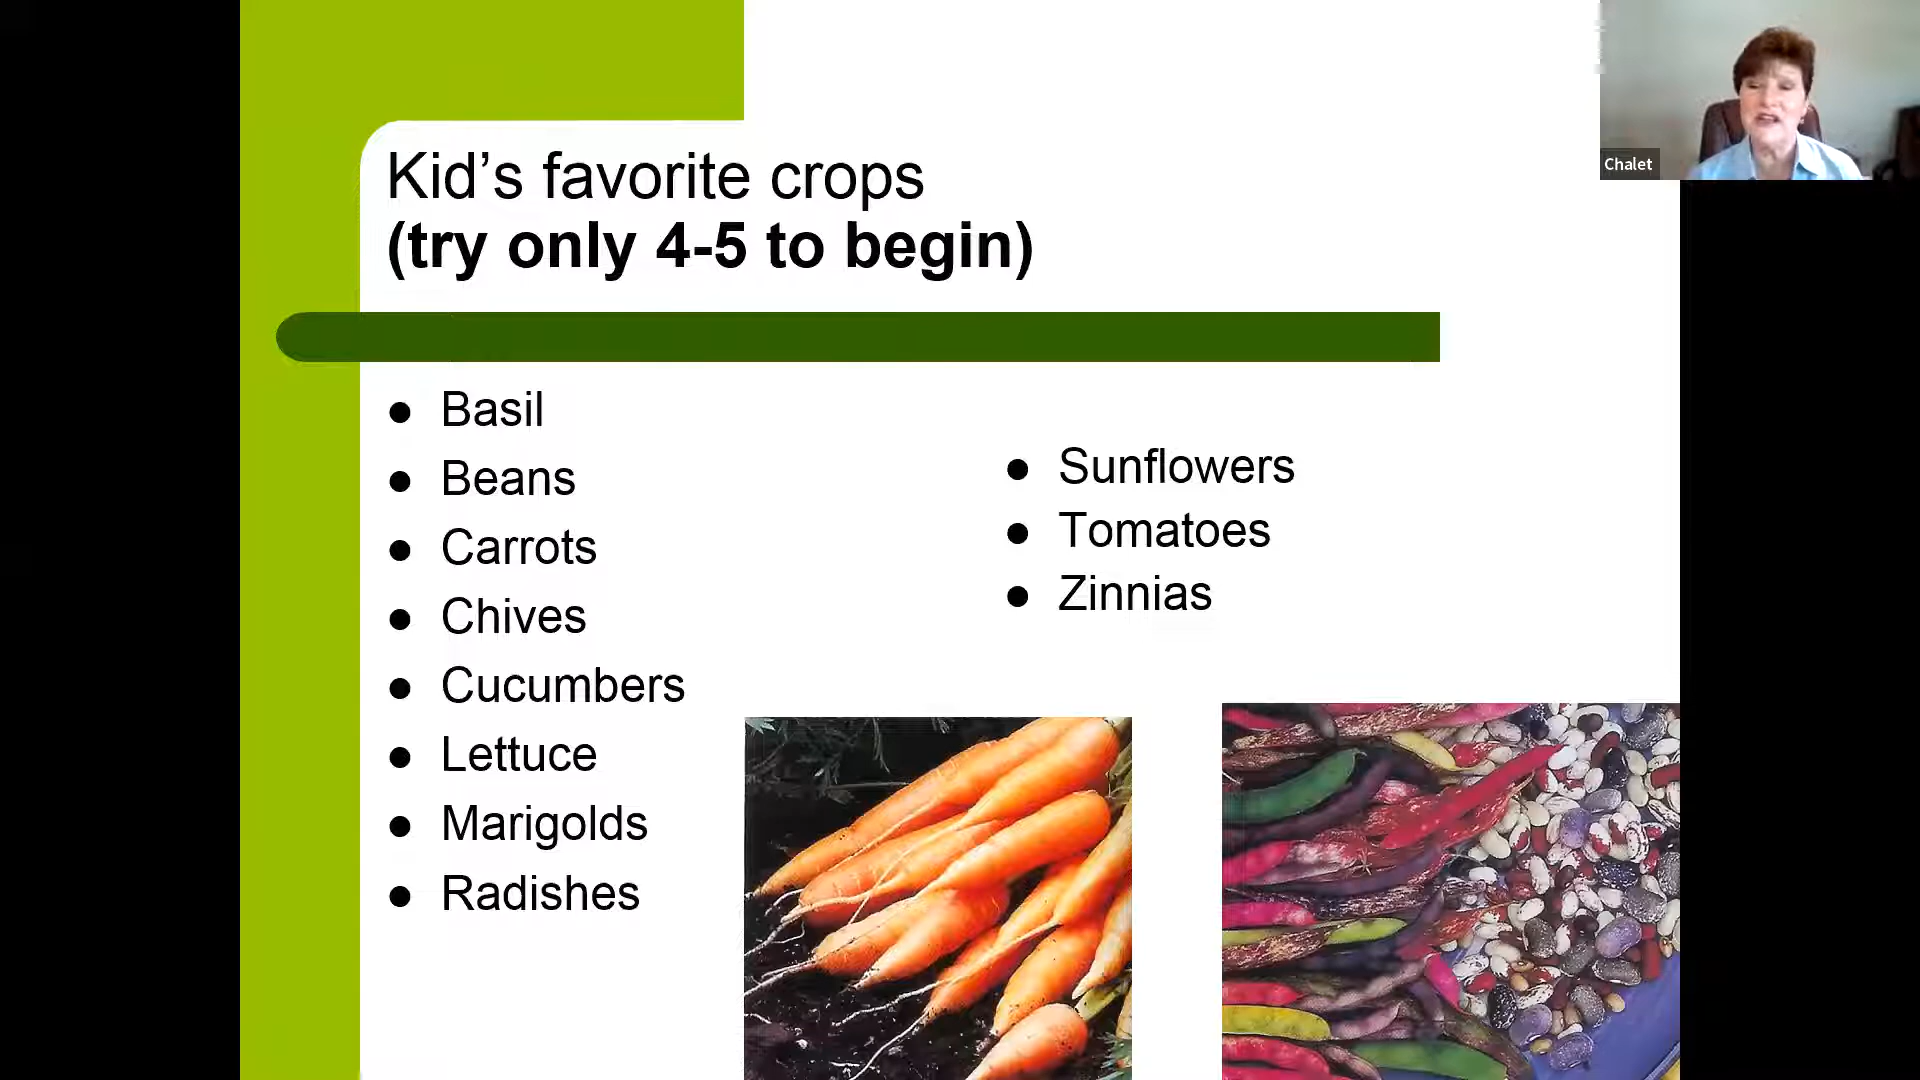 Kid’s favorite crops
(try only 4-5 to begin)
● Basil
● Beans
● Carrots
● Chives
● Cucumbers
● Lettuce
● Marigolds
● Radishes
● Sunflowers
● Tomatoes
● Zinnias
Chalet